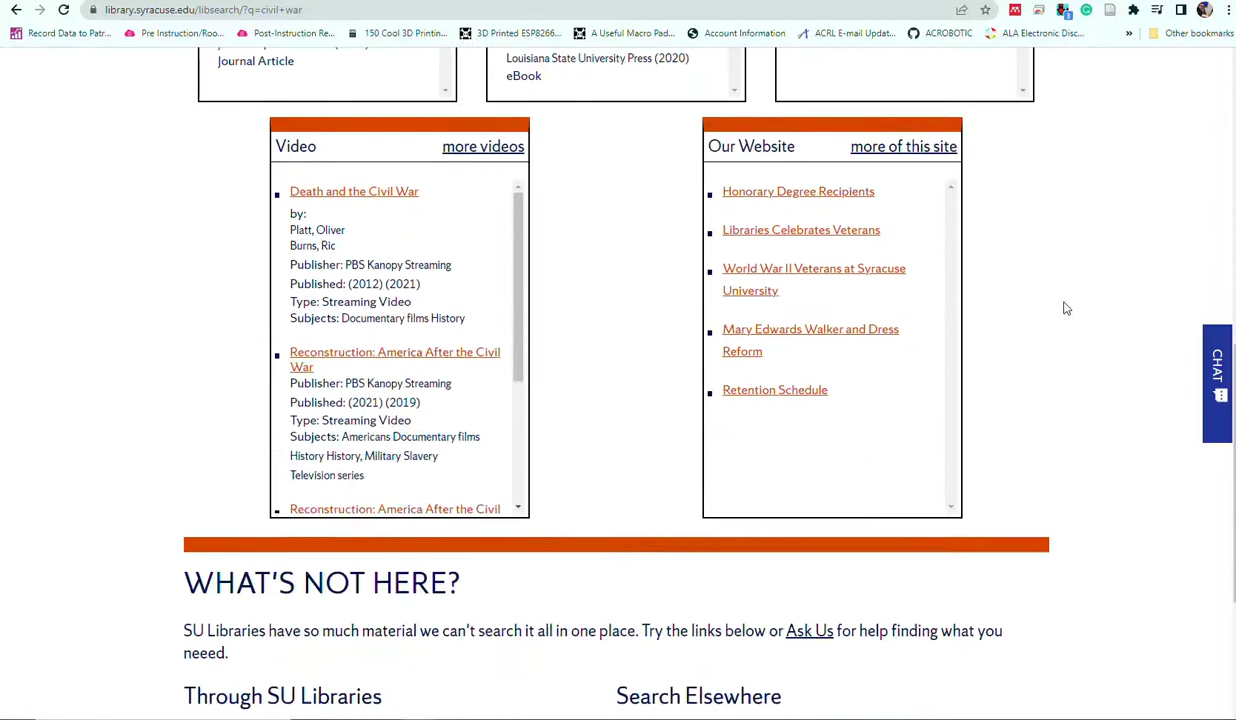 library.syracuse.edu/libsearch/?q=civil+war
Record Data to Patr...
Pre Instruction/Roo...
Post-Instruction Re...
150 Cool 3D Printin...
3D Printed ESP8266...
A Useful Macro Pad...
Account Information
ACRL E-mail Updat...
ACROBOTIC
ALA Electronic Disc...
»
Other bookmarks
Journal Article
Louisiana State University Press (2020)
eBook
Video
more videos
Death and the Civil War
by:
Platt, Oliver
Burns, Ric
Publisher: PBS Kanopy Streaming
Published: (2012) (2021)
Type: Streaming Video
Subjects: Documentary films History
Reconstruction: America After the Civil
War
Publisher: PBS Kanopy Streaming
Published: (2021) (2019)
Type: Streaming Video
Subjects: Americans Documentary films
History History, Military Slavery
Television series
Reconstruction: America After the Civil
Our Website
more of this site
Honorary Degree Recipients
Libraries Celebrates Veterans
World War II Veterans at Syracuse
University
Mary Edwards Walker and Dress
Reform
Retention Schedule
CHAT
WHAT'S NOT HERE?
SU Libraries have so much material we can't search it all in one place. Try the links below or Ask Us for help finding what you
neeed.
Through SU Libraries
Search Elsewhere